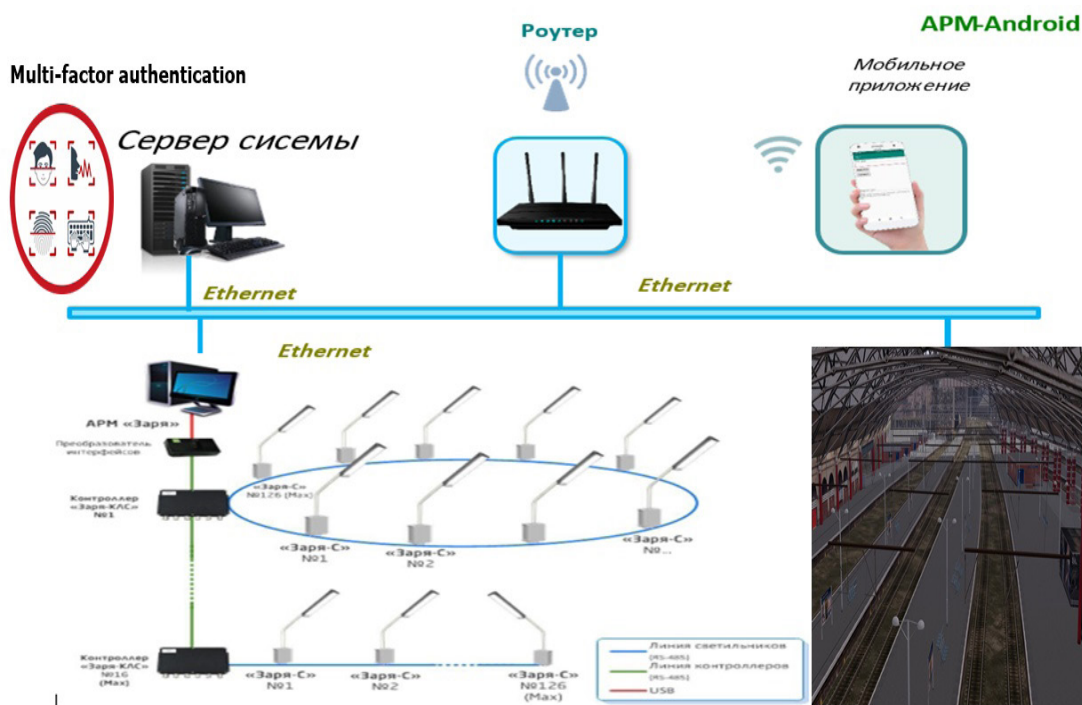 АРМ-Android
Роутер
Мобильное
приложение
Multi-factor authentication
Сервер сисемы
Ethernet
Ethernet
Ethernet
АРМ «Заря»
Преобразователь
интерфейсов
Контроллер
«Заря-КЛС»
№1
«Заря-С»
№126 (Max)
«Заря-С»
№1
«Заря-С»
№2
«Заря-С»
№...
Контроллер
«Заря-КЛС»
№16
(Max)
«Заря-С»
№1
«Заря-С»
№2
«Заря-С»
№126
(Max)
Линия светильников
(RS-485)
Линия контроллеров
(RS-485)
USB